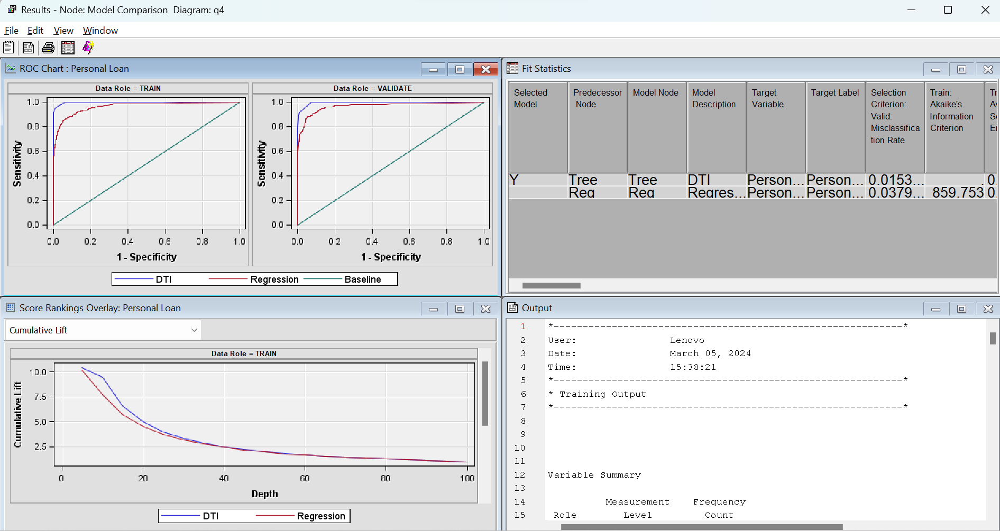 Results - Node: Model Comparison  Diagram: q4
File Edit View Window
ROC Chart : Personal Loan
Data Role = TRAIN
1.0
0.8
0.6
0.4
0.2
0.0
Sensitivity
0.0 0.2 0.4 0.6 0.8 1.0
1 - Specificity
Data Role = VALIDATE
1.0
0.8
0.6
0.4
0.2
0.0
Sensitivity
0.0 0.2 0.4 0.6 0.8 1.0
1 - Specificity
DTI Regression Baseline
Fit Statistics
Selected
Model
Predecessor
Node
Model Node
Model
Description
Target
Variable
Target Label
Selection
Criterion:
Valid:
Misclassifica
tion Rate
Train:
Akaike's
Information
Criterion
Y Tree Tree DTI Person... Person... 0.0153... . 0.
Reg Reg Regres... Person... Person... 0.0379... 859.753 0.
Score Rankings Overlay: Personal Loan
Cumulative Lift
Data Role = TRAIN
10.0
7.5
5.0
2.5
Cumulative Lift
0 20 40 60 80 100
Depth
DTI Regression
Output
1 *------------------------------------------------------------*
2 User: Lenovo
3 Date: March 05, 2024
4 Time: 15:38:21
5 *------------------------------------------------------------*
6 * Training Output
7 *------------------------------------------------------------*
8
9
10
11
12 Variable Summary
13
14 Measurement Frequency
15 Role Level Count